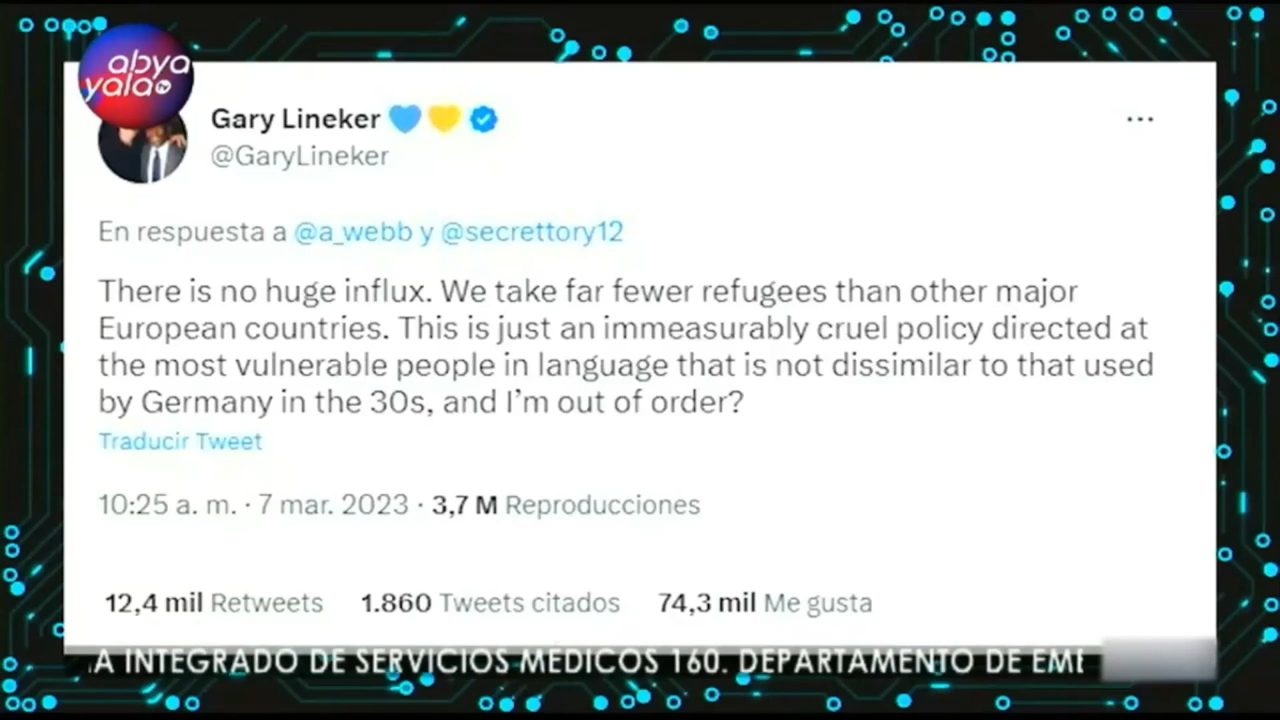 abya
yala tv
Gary Lineker
@GaryLineker
En respuesta a @a_webb y @secrettory12
There is no huge influx. We take far fewer refugees than other major
European countries. This is just an immeasurably cruel policy directed at
the most vulnerable people in language that is not dissimilar to that used
by Germany in the 30s, and I’m out of order?
Traducir Tweet
10:25 a. m. · 7 mar. 2023 · 3,7 M Reproducciones
12,4 mil Retweets 1.860 Tweets citados 74,3 mil Me gusta
A INTEGRADO DE SERVICIOS MÉDICOS 160. DEPARTAMENTO DE EME